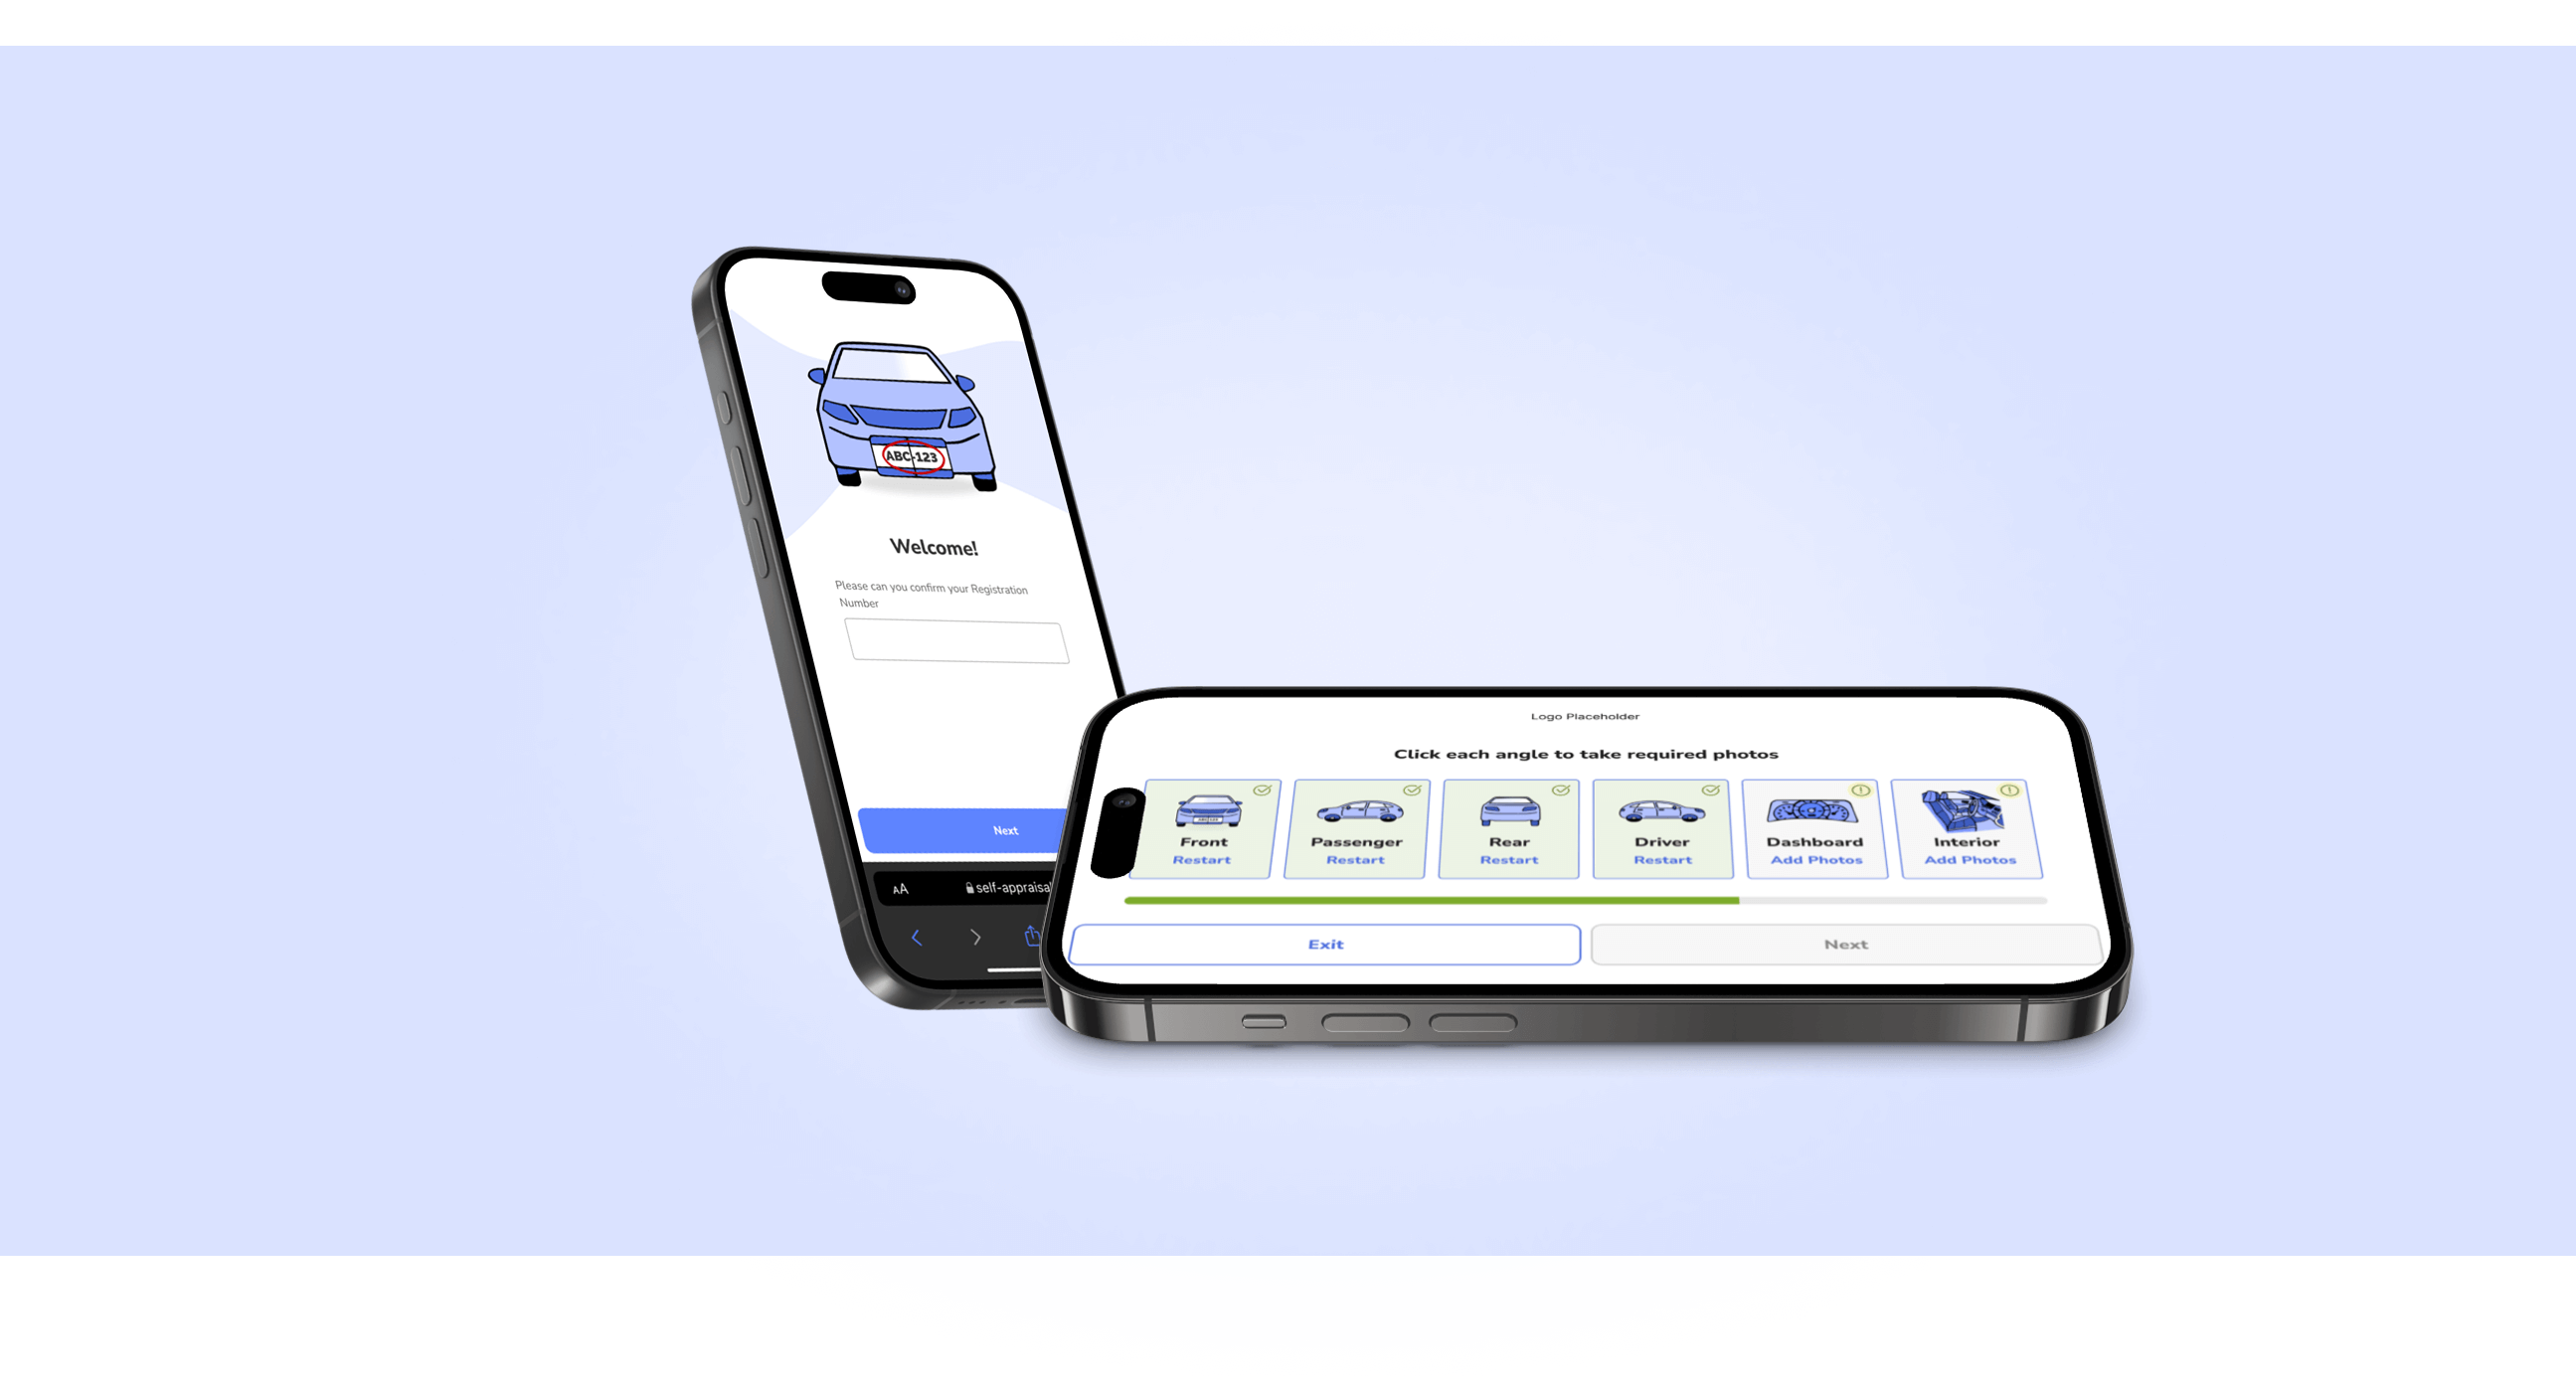 ABC-123
Welcome!
Please can you confirm your Registration
Number
Next
AA
self-appraisal
Logo Placeholder
Click each angle to take required photos
Front
Restart
Passenger
Restart
Rear
Restart
Driver
Restart
Dashboard
Add Photos
Interior
Add Photos
Exit
Next